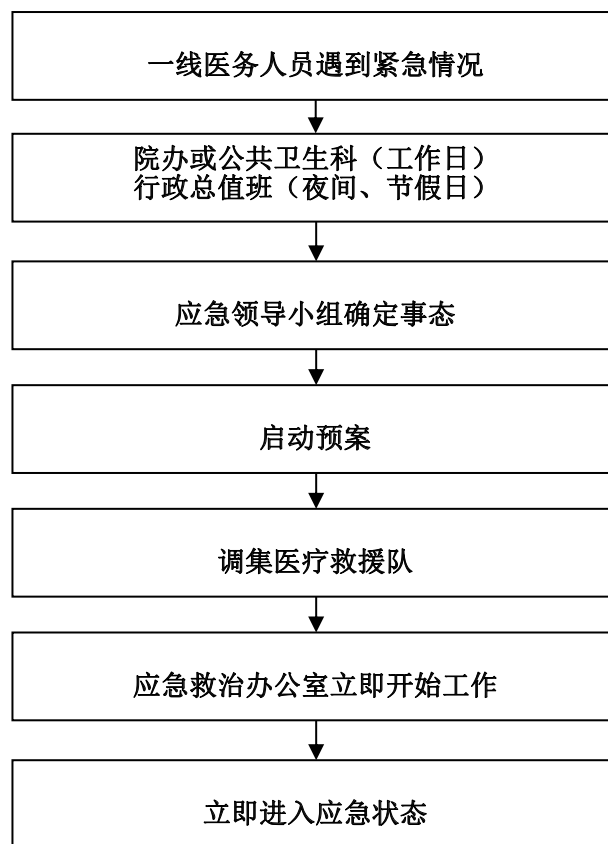 一线医务人员遇到紧急情况
院办或公共卫生科（工作日）
行政总值班（夜间、节假日）
应急领导小组确定事态
启动预案
调集医疗救援队
应急救治办公室立即开始工作
立即进入应急状态